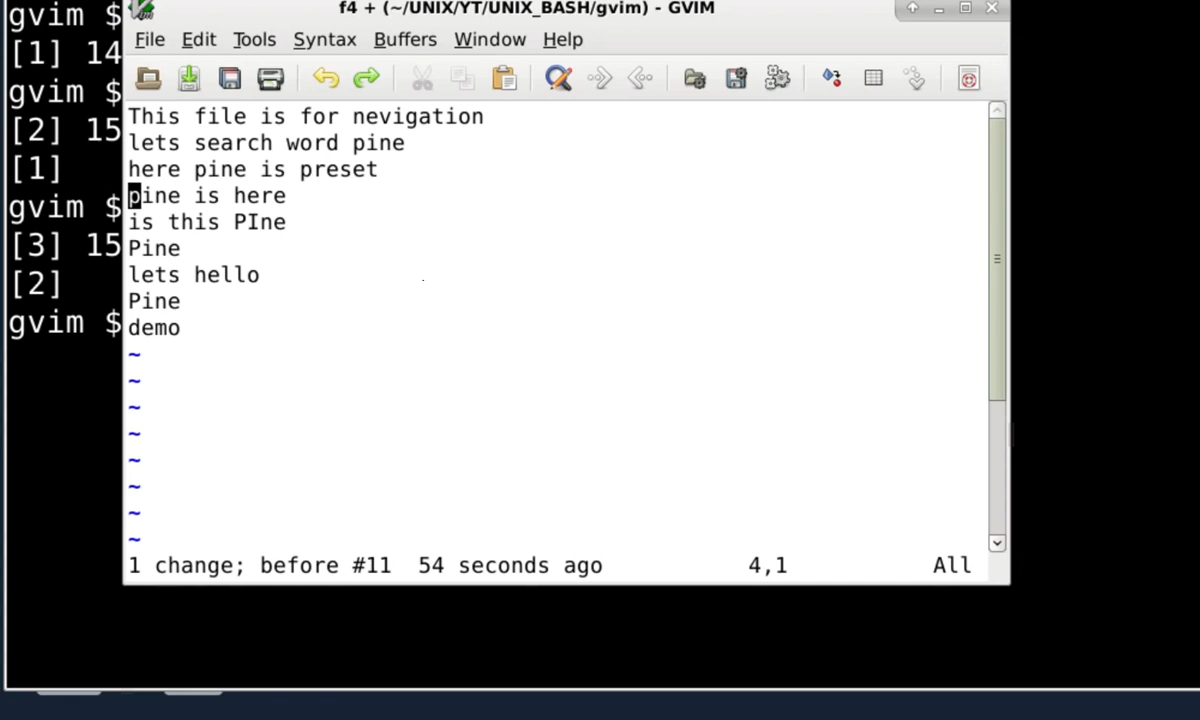 f4 + (~/UNIX/YT/UNIX_BASH/gvim) - GVIM
File Edit Tools Syntax Buffers Window Help
This file is for nevigation
lets search word pine
here pine is preset
pine is here
is this PIne
Pine
lets hello
Pine
demo
~
~
~
~
~
~
~
~
1 change; before #11 54 seconds ago 4,1 All
gvim $
[1] 14
gvim $
[2] 15
[1]
gvim $
[3] 15
[2]
gvim $